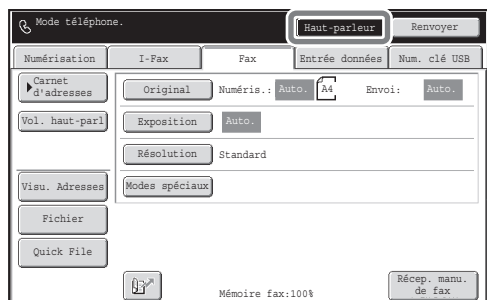 Mode téléphone.
Haut-parleur
Renvoyer
Numérisation
I-Fax
Fax
Entrée données
Num. clé USB
Carnet
d'adresses
Original
Numéris.: Auto. A4 Envoi: Auto.
Vol. haut-parl
Exposition
Auto.
Résolution
Standard
Visu. Adresses
Modes spéciaux
Fichier
Quick File
Mémoire fax:100%
Récep. manu.
de fax